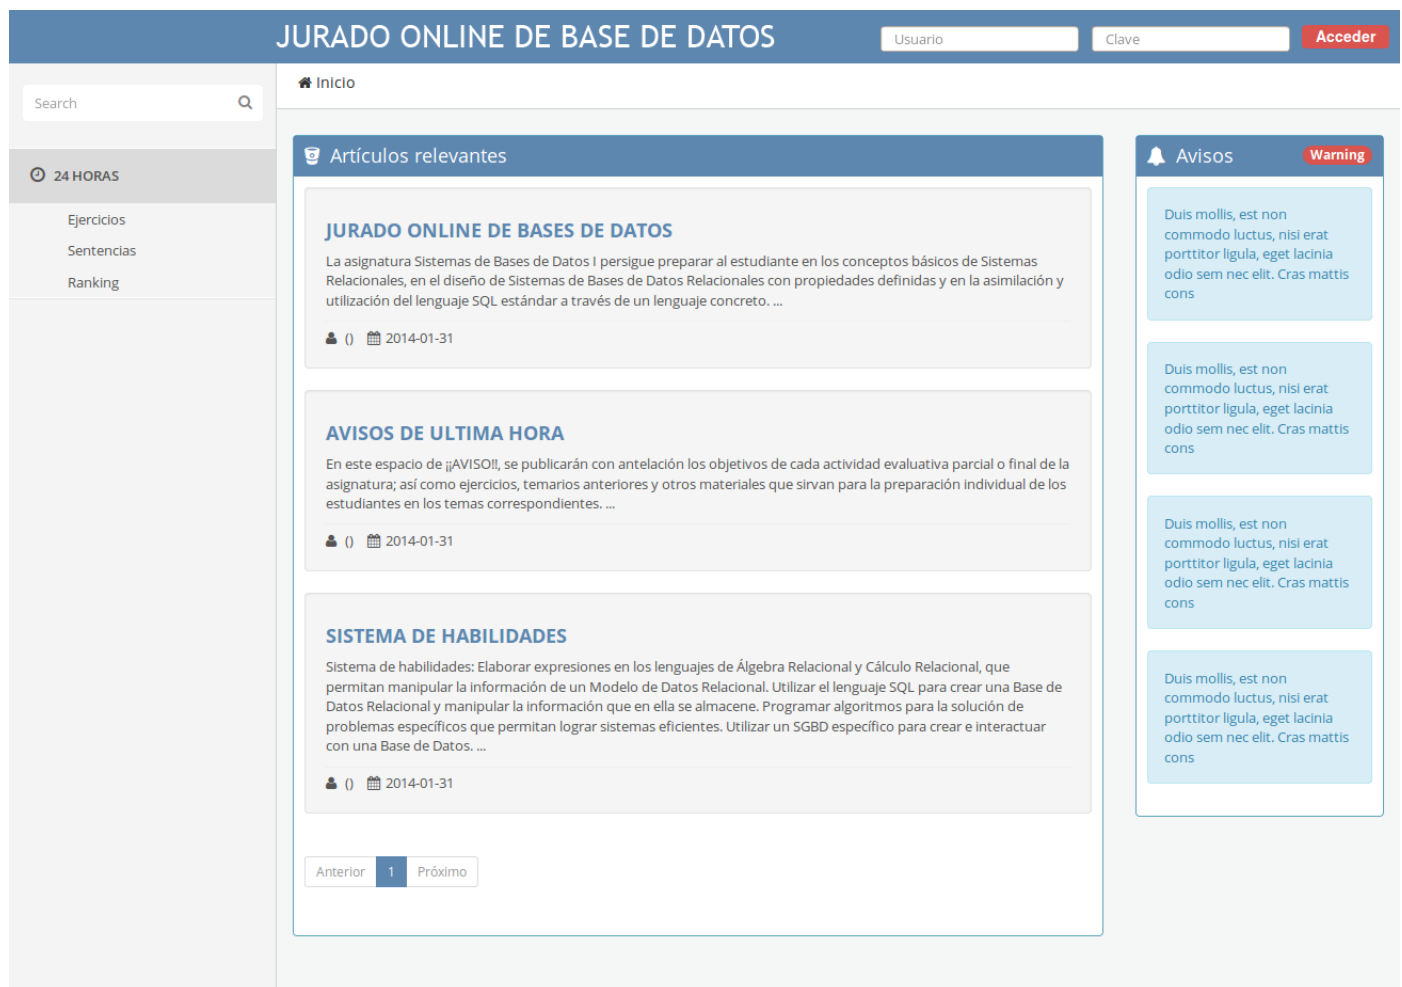 JURADO ONLINE DE BASE DE DATOS
Usuario
Clave
Acceder
Search
Inicio
24 HORAS
Ejercicios
Sentencias
Ranking
Artículos relevantes
JURADO ONLINE DE BASES DE DATOS
La asignatura Sistemas de Bases de Datos I persigue preparar al estudiante en los conceptos básicos de Sistemas
Relacionales, en el diseño de Sistemas de Bases de Datos Relacionales con propiedades definidas y en la asimilación y
utilización del lenguaje SQL estándar a través de un lenguaje concreto. ...
() 2014-01-31
AVISOS DE ULTIMA HORA
En este espacio de ¡¡AVISO!!, se publicarán con antelación los objetivos de cada actividad evaluativa parcial o final de la
asignatura; así como ejercicios, temarios anteriores y otros materiales que sirvan para la preparación individual de los
estudiantes en los temas correspondientes. ...
() 2014-01-31
SISTEMA DE HABILIDADES
Sistema de habilidades: Elaborar expresiones en los lenguajes de Álgebra Relacional y Cálculo Relacional, que
permitan manipular la información de un Modelo de Datos Relacional. Utilizar el lenguaje SQL para crear una Base de
Datos Relacional y manipular la información que en ella se almacene. Programar algoritmos para la solución de
problemas específicos que permitan lograr sistemas eficientes. Utilizar un SGBD específico para crear e interactuar
con una Base de Datos. ...
() 2014-01-31
Anterior 1 Próximo
Avisos
Warning
Duis mollis, est non
commodo luctus, nisi erat
porttitor ligula, eget lacinia
odio sem nec elit. Cras mattis
cons
Duis mollis, est non
commodo luctus, nisi erat
porttitor ligula, eget lacinia
odio sem nec elit. Cras mattis
cons
Duis mollis, est non
commodo luctus, nisi erat
porttitor ligula, eget lacinia
odio sem nec elit. Cras mattis
cons
Duis mollis, est non
commodo luctus, nisi erat
porttitor ligula, eget lacinia
odio sem nec elit. Cras mattis
cons